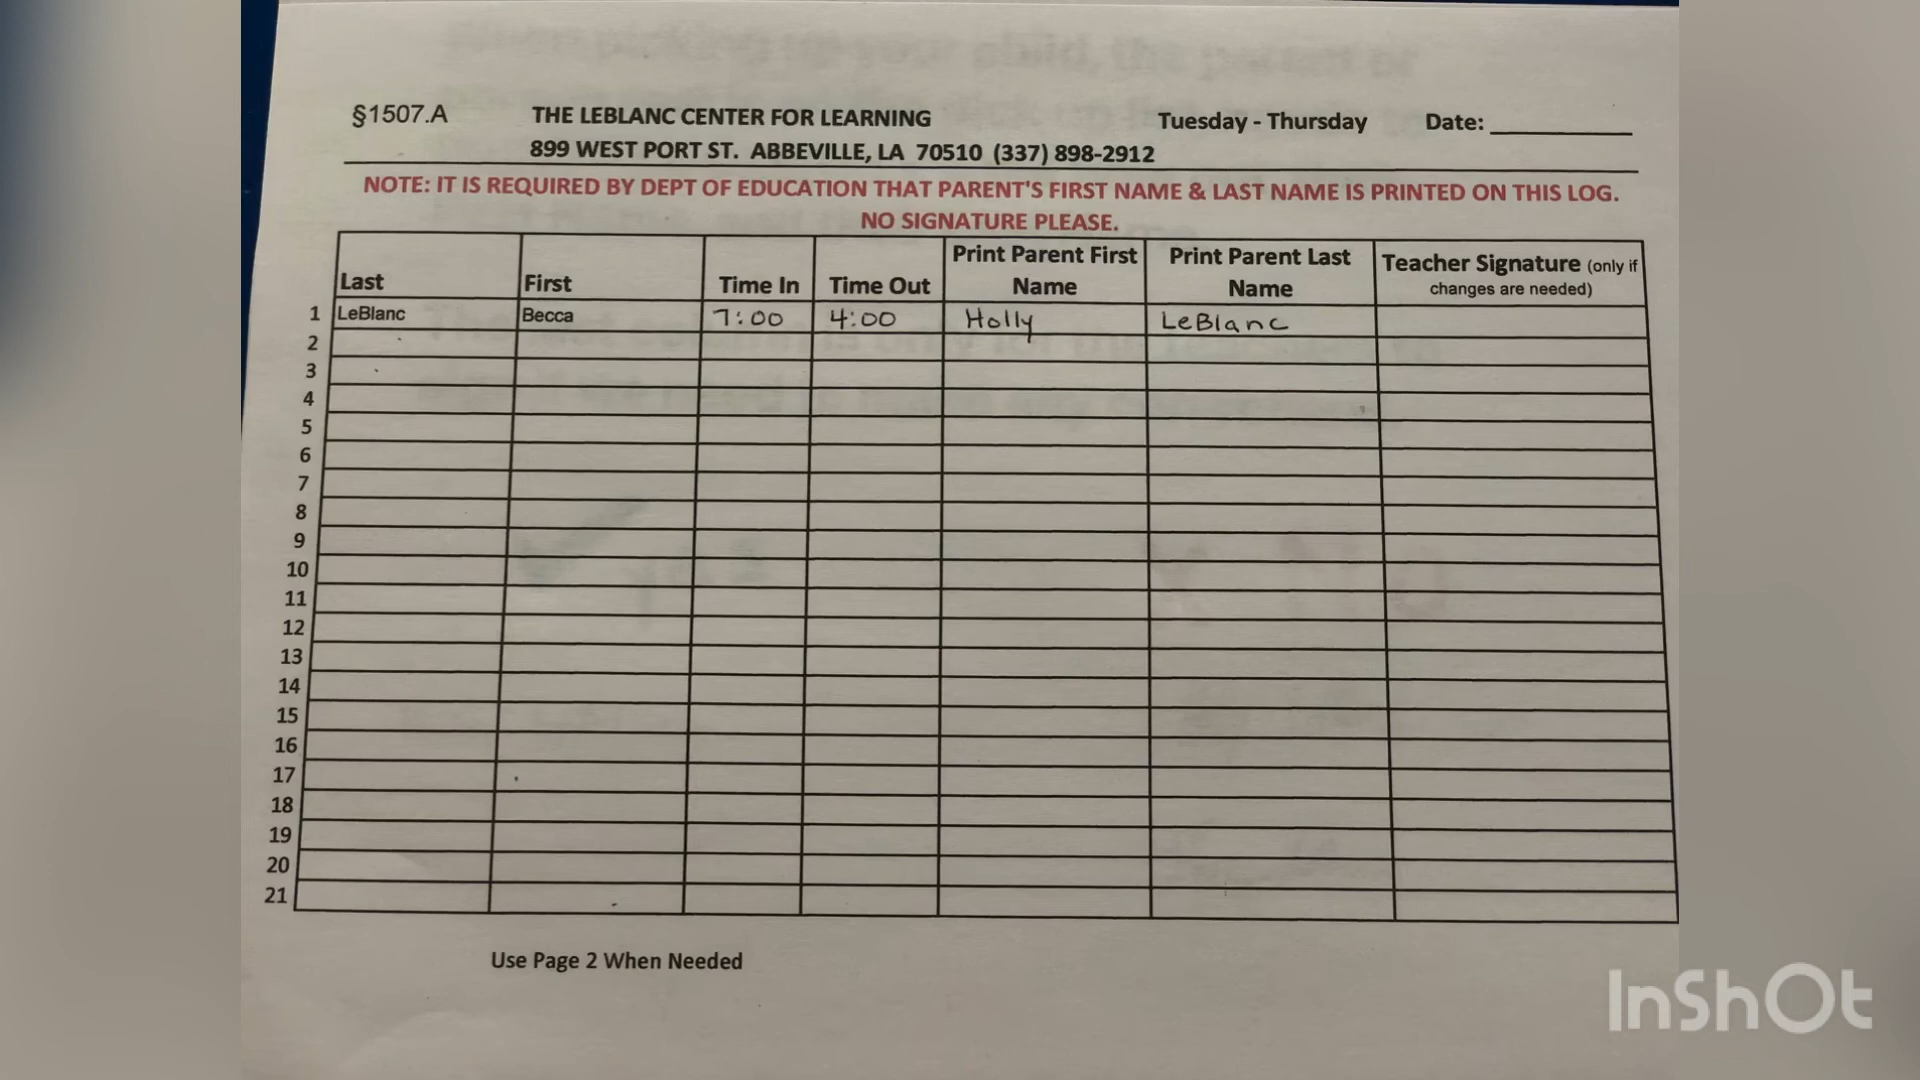 §1507.A THE LEBLANC CENTER FOR LEARNING Tuesday - Thursday Date: ___________
899 WEST PORT ST. ABBEVILLE, LA 70510 (337) 898-2912
NOTE: IT IS REQUIRED BY DEPT OF EDUCATION THAT PARENT'S FIRST NAME & LAST NAME IS PRINTED ON THIS LOG.
NO SIGNATURE PLEASE.
Last First Time In Time Out Print Parent First Name Print Parent Last Name Teacher Signature (only if changes are needed)
1 LeBlanc Becca 7:00 4:00 Holly LeBlanc
2
3
4
5
6
7
8
9
10
11
12
13
14
15
16
17
18
19
20
21
Use Page 2 When Needed
InShOt